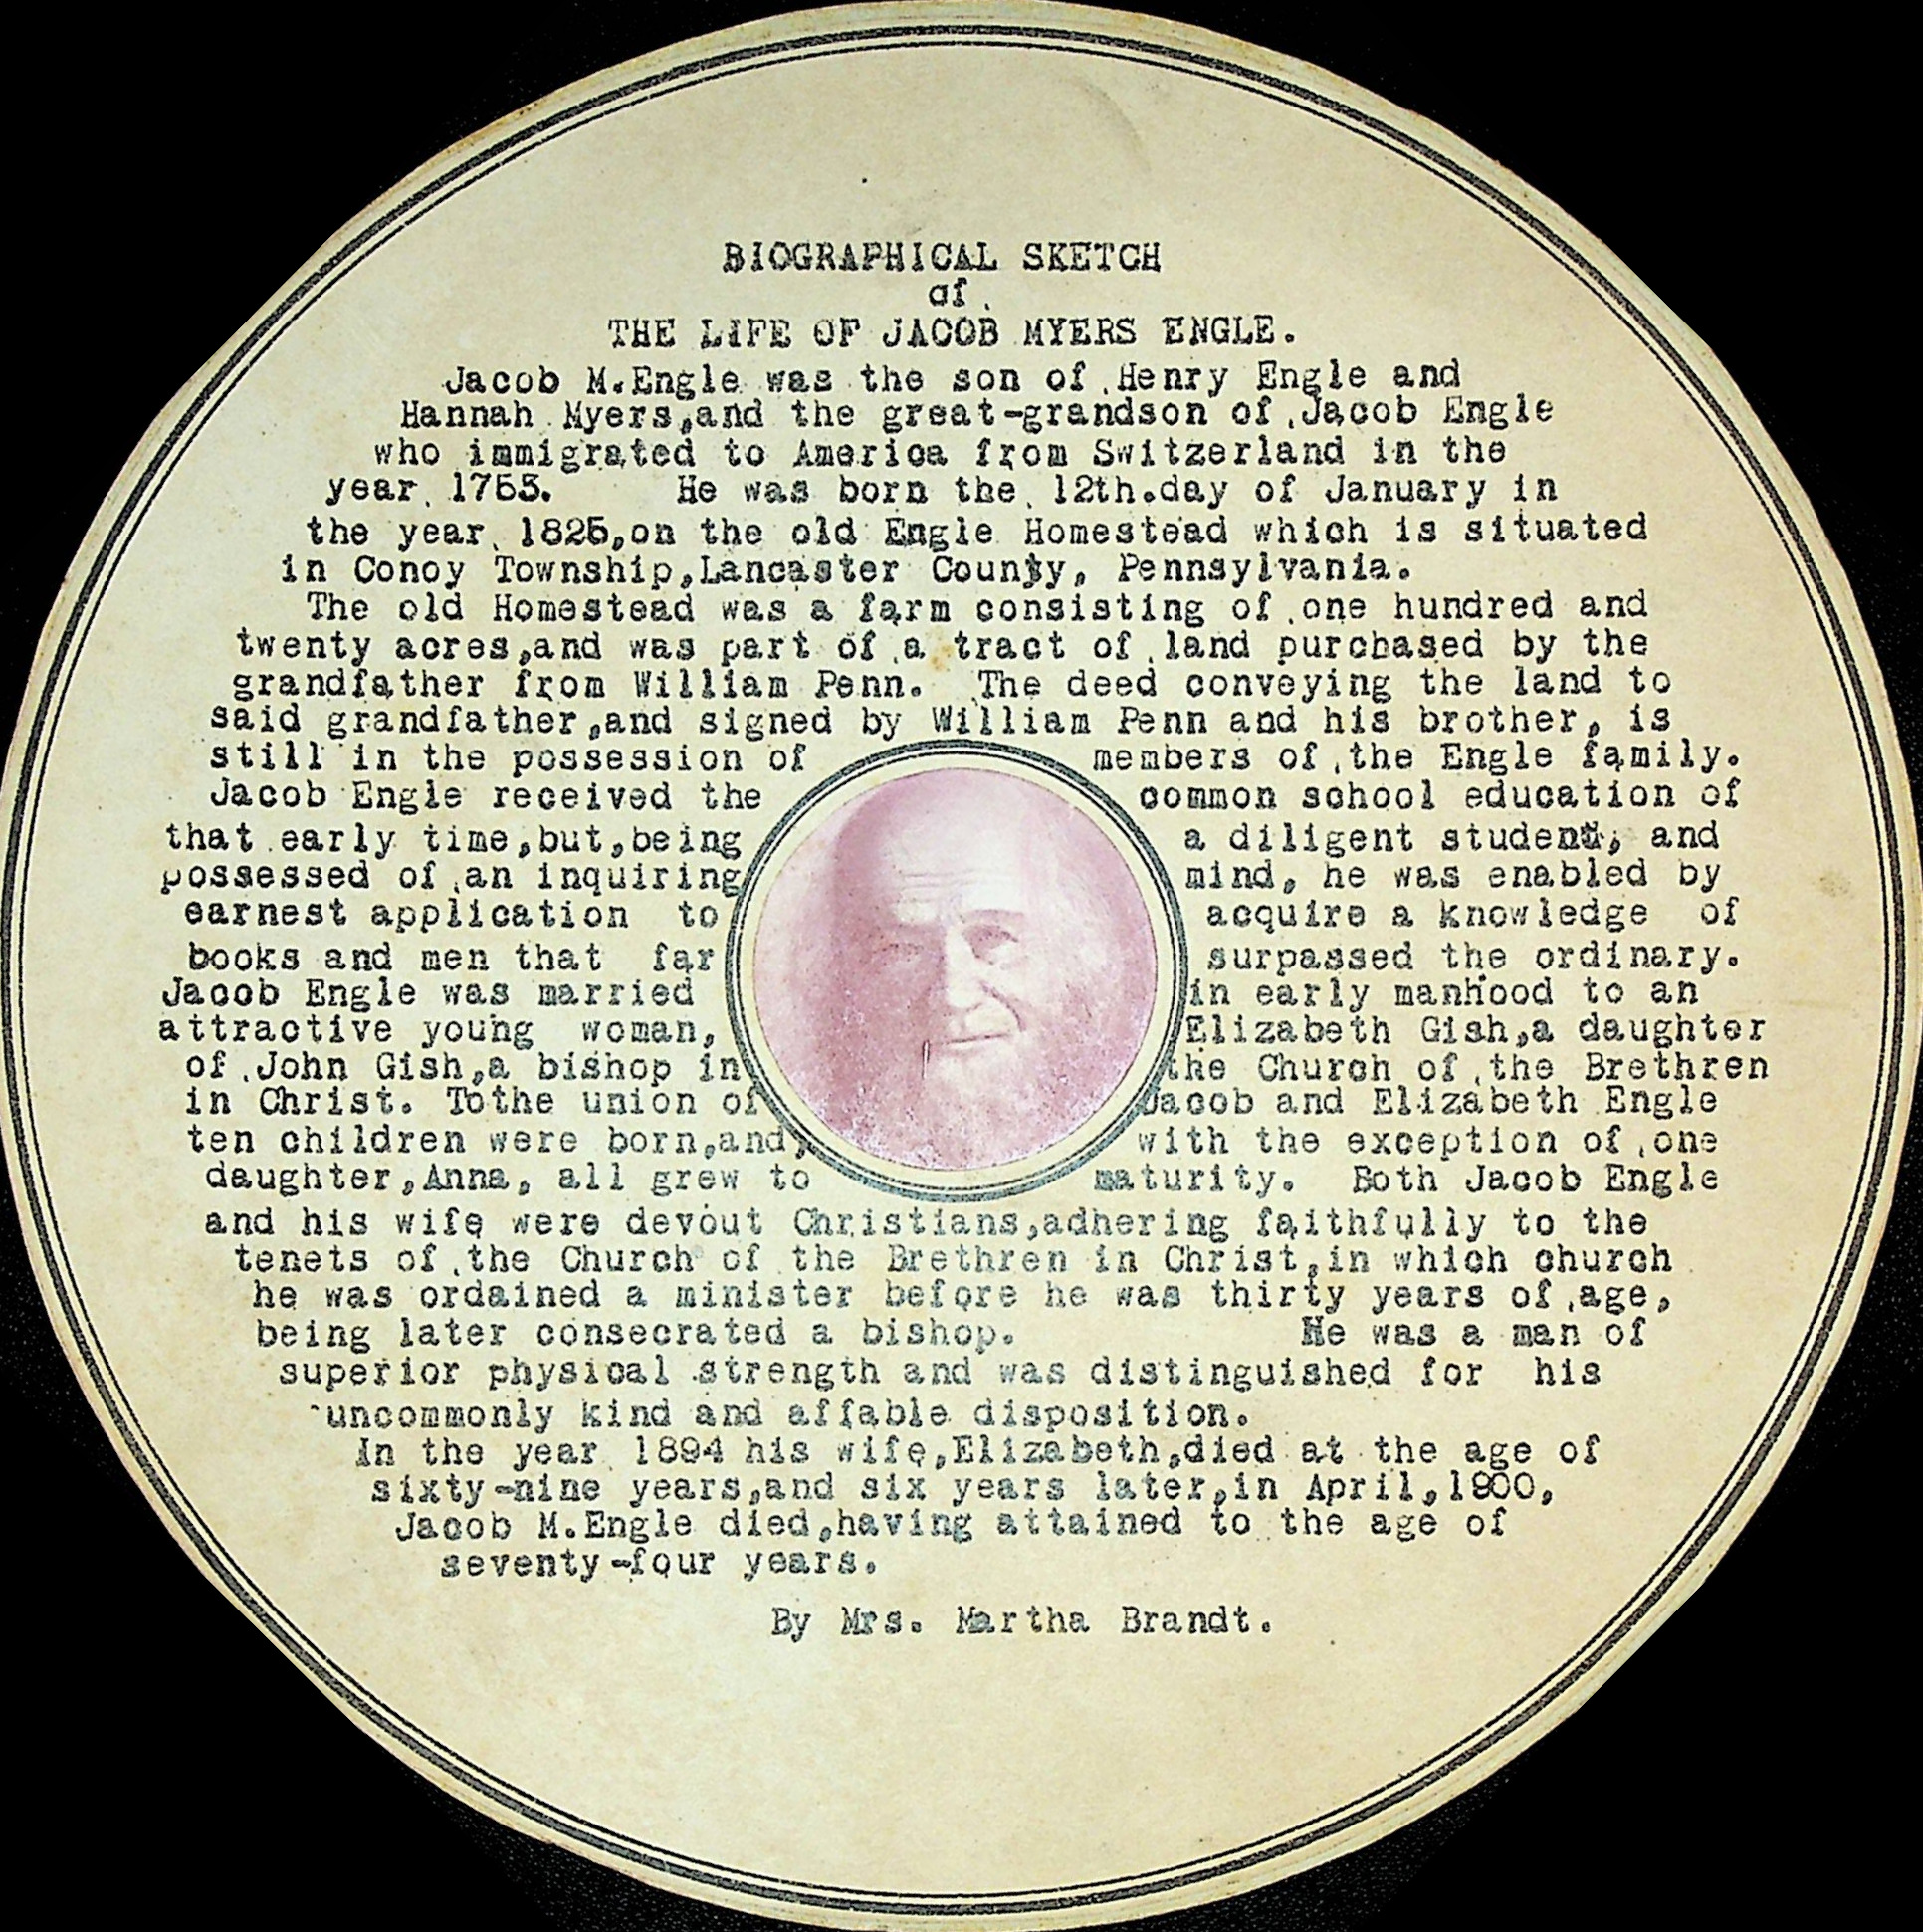 BIOGRAPHICAL SKETCH
of
THE LIFE OF JACOB MYERS ENGLE.
Jacob M.Engle was the son of Henry Engle and
Hannah Myers,and the great-grandson of Jacob Engle
who immigrated to America from Switzerland in the
year 1753. He was born the 12th.day of January in
the year 1825,on the old Engle Homestead which is situated
in Conoy Township,Lancaster County, Pennsylvania.
The old Homestead was a farm consisting of one hundred and
twenty acres,and was part of a tract of land purchased by the
grandfather from William Penn. The deed conveying the land to
said grandfather,and signed by William Penn and his brother, is
still in the possession of members of the Engle family.
Jacob Engle received the common school education of
that early time,but,being a diligent student, and
possessed of an inquiring mind, he was enabled by
earnest application to acquire a knowledge of
books and men that far surpassed the ordinary.
Jacob Engle was married in early manhood to an
attractive young woman, Elizabeth Gish,a daughter
of John Gish,a bishop in the Church of the Brethren
in Christ. Tothe union of Jacob and Elizabeth Engle
ten children were born,and, with the exception of one
daughter,Anna, all grew to maturity. Both Jacob Engle
and his wife were devout Christians,adhering faithfully to the
tenets of the Church of the Brethren in Christ,in which church
he was ordained a minister before he was thirty years of age,
being later consecrated a bishop. He was a man of
superior physical strength and was distinguished for his
uncommonly kind and affable disposition.
In the year 1894 his wife,Elizabeth,died at the age of
sixty-nine years,and six years later,in April,1900,
Jacob M.Engle died,having attained to the age of
seventy-four years.
By Mrs. Martha Brandt.